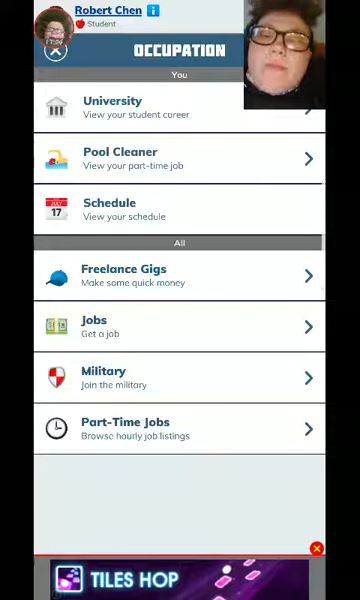 Robert Chen
Student
OCCUPATION
You
University
View your student career
Pool Cleaner
View your part-time job
JULY
17
Schedule
View your schedule
All
Freelance Gigs
Make some quick money
Jobs
Get a job
Military
Join the military
Part-Time Jobs
Browse hourly job listings
TILES HOP